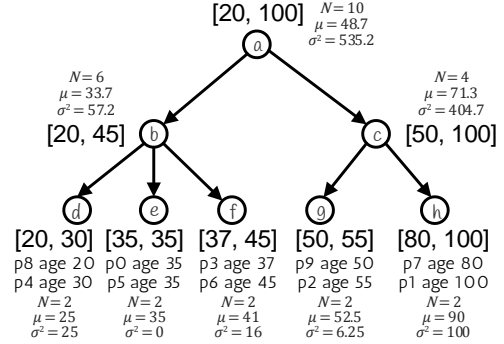 [20, 100]
N = 10
μ = 48.7
σ² = 535.2
a
N = 6
μ = 33.7
σ² = 57.2
[20, 45]
b
N = 4
μ = 71.3
σ² = 404.7
c
[50, 100]
d
e
f
g
h
[20, 30]
[35, 35]
[37, 45]
[50, 55]
[80, 100]
p8 age 20
p0 age 35
p3 age 37
p9 age 50
p7 age 80
p4 age 30
p5 age 35
p6 age 45
p2 age 55
p1 age 100
N = 2
N = 2
N = 2
N = 2
N = 2
μ = 25
μ = 35
μ = 41
μ = 52.5
μ = 90
σ² = 25
σ² = 0
σ² = 16
σ² = 6.25
σ² = 100